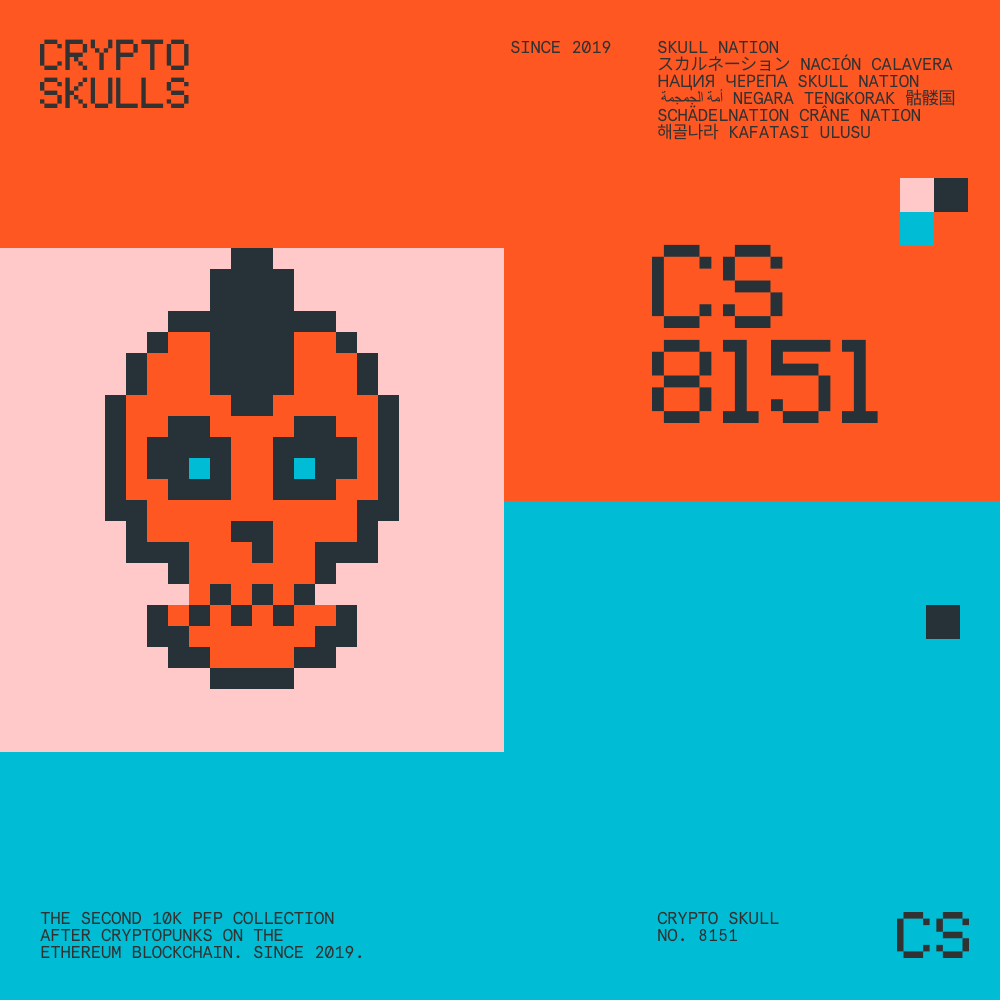 CRYPTO
SKULLS
SINCE 2019
SKULL NATION
スカルネーション NACIÓN CALAVERA
НАЦИЯ ЧЕРЕПА SKULL NATION
أمة الجمجمة NEGARA TENGKORAK 骷髅国
SCHÄDELNATION CRÂNE NATION
해골나라 KAFATASI ULUSU
CS
8151
THE SECOND 10K PFP COLLECTION
AFTER CRYPTOPUNKS ON THE
ETHEREUM BLOCKCHAIN. SINCE 2019.
CRYPTO SKULL
NO. 8151
CS